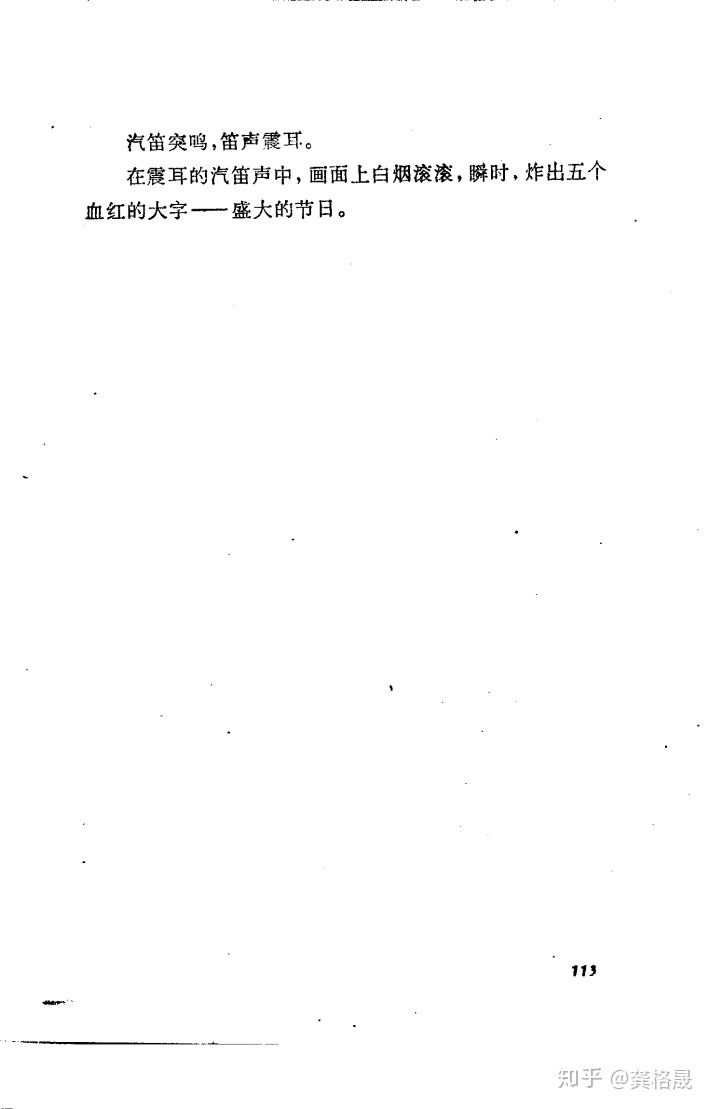 汽笛突鸣，笛声震耳。
在震耳的汽笛声中，画面上白烟滚滚，瞬时，炸出五个
血红的大字——盛大的节日。
113
知乎 @龚格晟